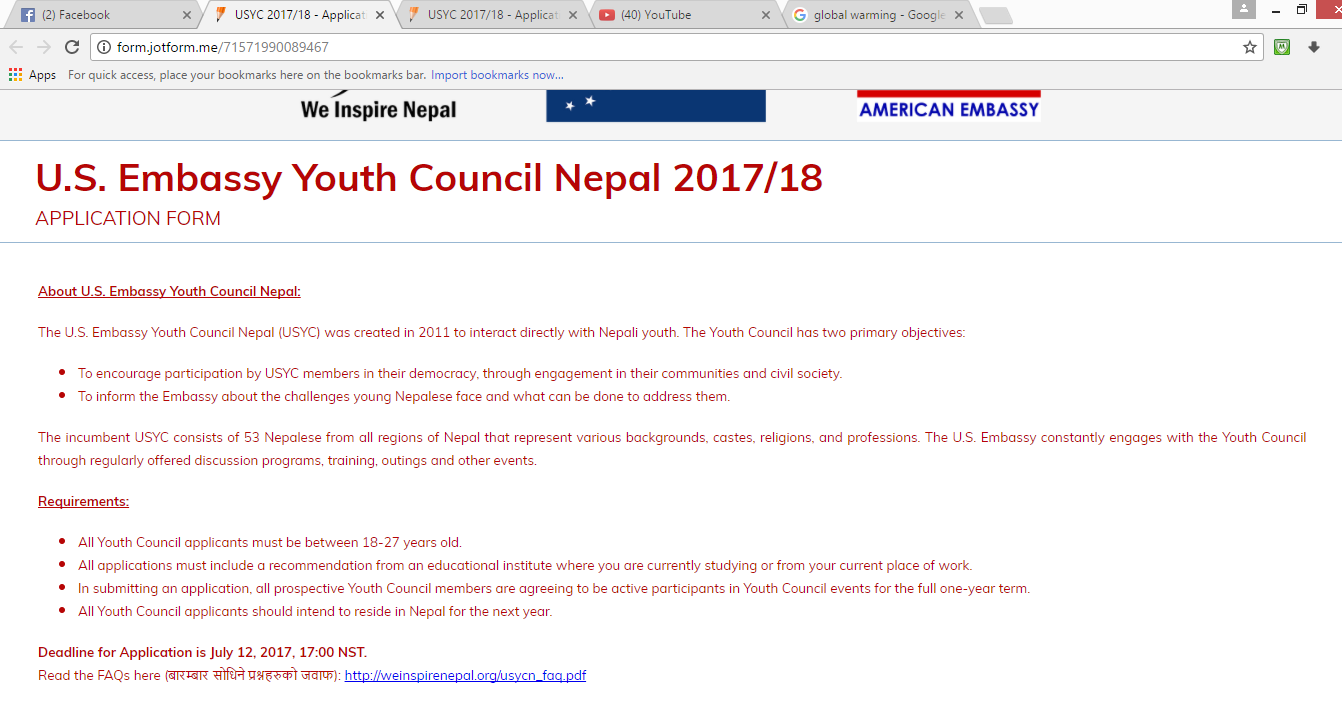 (2) Facebook
USYC 2017/18 - Applicat
USYC 2017/18 - Applicat
(40) YouTube
global warming - Google
form.jotform.me/71571990089467
Apps
For quick access, place your bookmarks here on the bookmarks bar. Import bookmarks now...
We Inspire Nepal
AMERICAN EMBASSY
U.S. Embassy Youth Council Nepal 2017/18
APPLICATION FORM
About U.S. Embassy Youth Council Nepal:
The U.S. Embassy Youth Council Nepal (USYC) was created in 2011 to interact directly with Nepali youth. The Youth Council has two primary objectives:
To encourage participation by USYC members in their democracy, through engagement in their communities and civil society.
To inform the Embassy about the challenges young Nepalese face and what can be done to address them.
The incumbent USYC consists of 53 Nepalese from all regions of Nepal that represent various backgrounds, castes, religions, and professions. The U.S. Embassy constantly engages with the Youth Council
through regularly offered discussion programs, training, outings and other events.
Requirements:
All Youth Council applicants must be between 18-27 years old.
All applications must include a recommendation from an educational institute where you are currently studying or from your current place of work.
In submitting an application, all prospective Youth Council members are agreeing to be active participants in Youth Council events for the full one-year term.
All Youth Council applicants should intend to reside in Nepal for the next year.
Deadline for Application is July 12, 2017, 17:00 NST.
Read the FAQs here (बारम्बार सोधिने प्रश्नहरुको जवाफ): http://weinspirenepal.org/usycn_faq.pdf